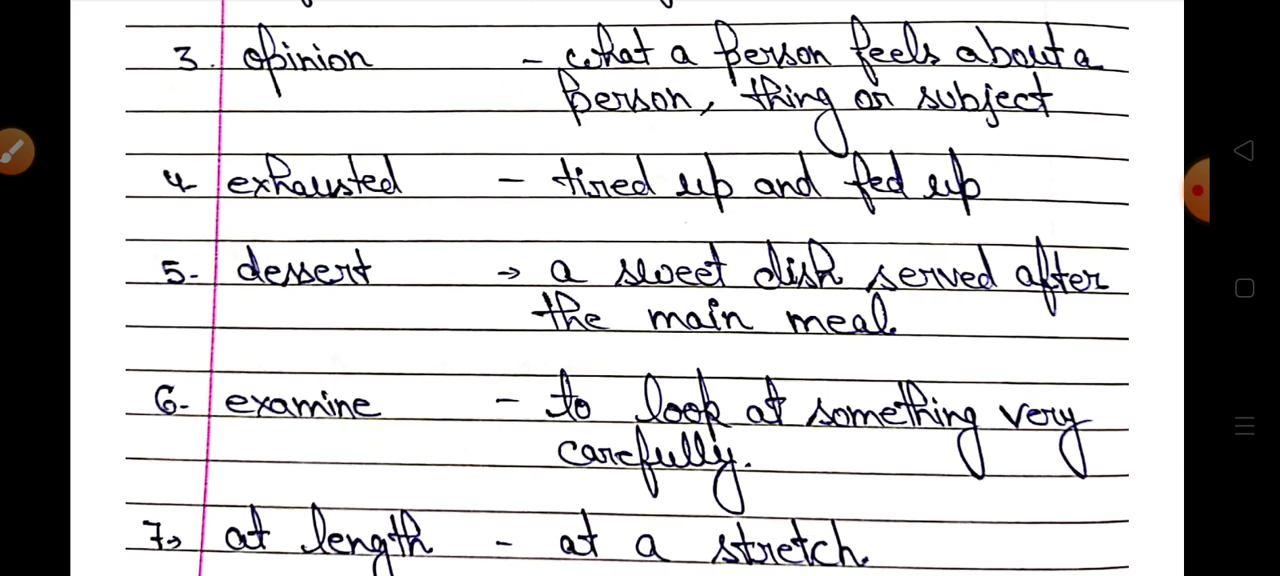 3. opinion - what a person feels about a
person, thing or subject
4 exhausted - tired up and fed up
5- dessert → a sweet dish served after
the main meal.
6- examine - to look at something very
carefully.
7→ at length - at a stretch.